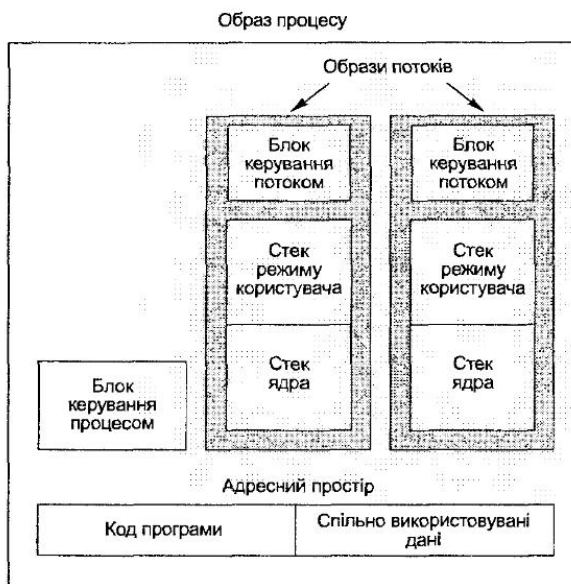 Образ процесу
Образи потоків
Блок
керування
потоком
Блок
керування
потоком
Стек
режиму
користувача
Стек
режиму
користувача
Стек
ядра
Стек
ядра
Блок
керування
процесом
Адресний простір
Код програми
Спільно використовувані
дані